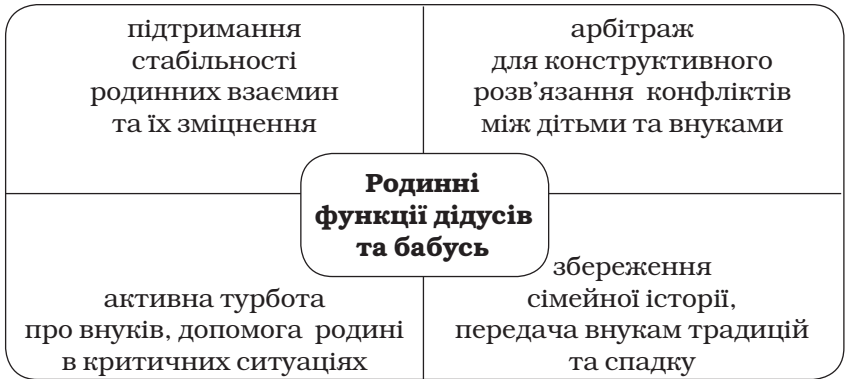 підтримання
стабільності
родинних взаємин
та їх зміцнення
арбітраж
для конструктивного
розв'язання конфліктів
між дітьми та внуками
Родинні
функції дідусів
та бабусь
активна турбота
про внуків, допомога родині
в критичних ситуаціях
збереження
сімейної історії,
передача внукам традицій
та спадку